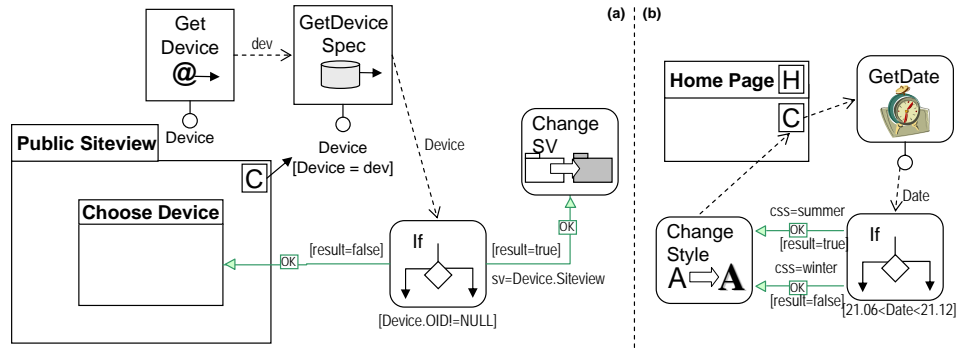 (a)
Get
Device
@
dev
GetDevice
Spec
Device
Device
[Device = dev]
Public Siteview
C
Choose Device
Device
Change
SV
OK
If
[result=false]
OK
[result=true]
sv=Device.Siteview
[Device.OID!=NULL]
(b)
Home Page
H
C
GetDate
Date
Change
Style
A
A
css=summer
OK
[result=true]
css=winter
OK
[result=false]
If
[21.06<Date<21.12]